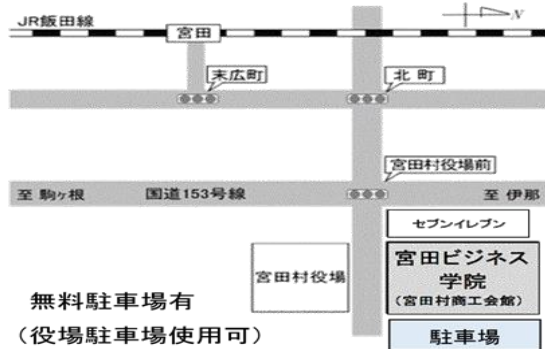 JR飯田線
N
宮田
末広町
北町
宮田村役場前
至 駒ヶ根
国道153号線
至 伊那
セブンイレブン
宮田村役場
宮田ビジネス
学院
(宮田村商工会館)
無料駐車場有
(役場駐車場使用可)
駐車場